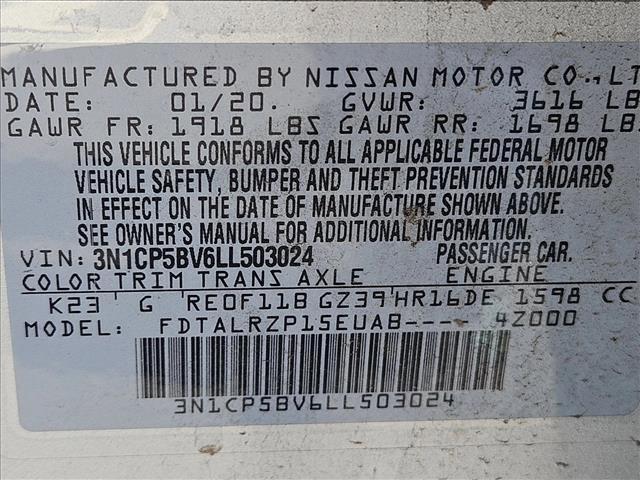 MANUFACTURED BY NISSAN MOTOR CO., LT
DATE: 01/20. GVWR: 3616 LB
GAWR FR: 1918 LBS GAWR RR: 1698 LB
THIS VEHICLE CONFORMS TO ALL APPLICABLE FEDERAL MOTOR
VEHICLE SAFETY, BUMPER AND THEFT PREVENTION STANDARDS
IN EFFECT ON THE DATE OF MANUFACTURE SHOWN ABOVE.
SEE OWNER'S MANUAL FOR ADDITIONAL INFORMATION.
VIN: 3N1CP5BV6LL503024 PASSENGER CAR.
COLOR TRIM TRANS AXLE ENGINE
K23 G RE0F11B GZ39 HR16DE 1598 CC
MODEL: FDTALRZP15EUAB---- 4Z000
3N1CP5BV6LL503024